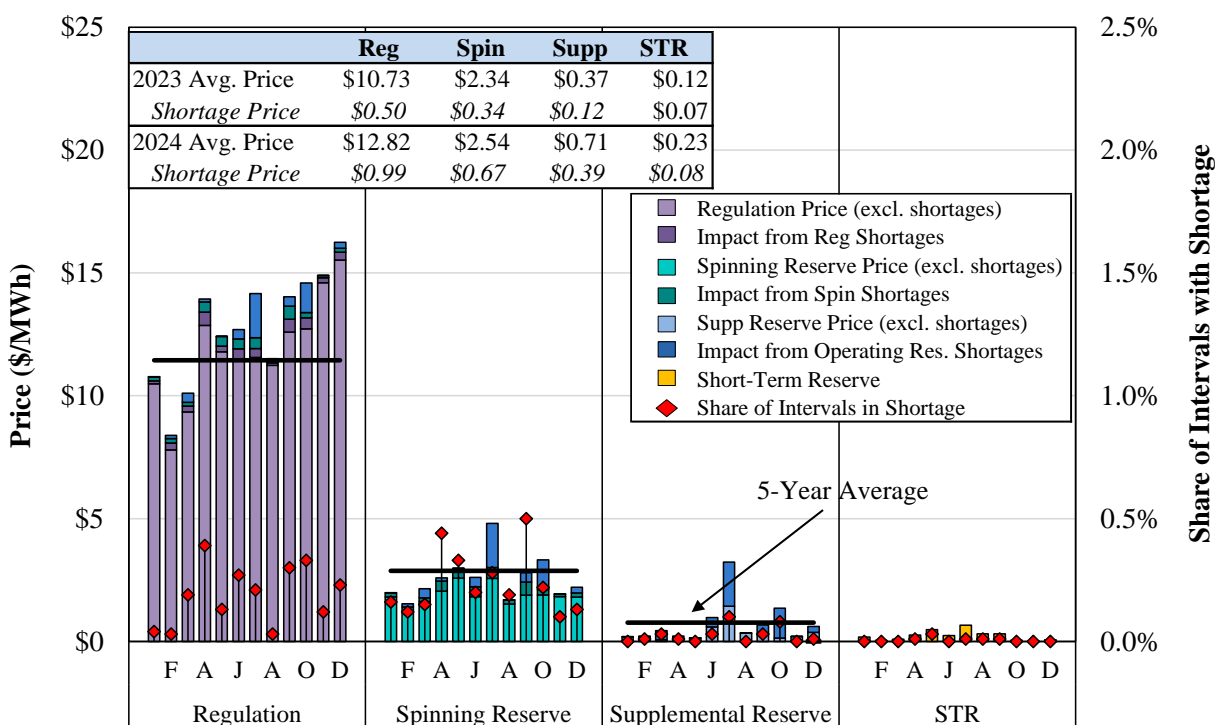 $25
$20
$15
$10
$5
$0
Price ($/MWh)
2.5%
2.0%
1.5%
1.0%
0.5%
0.0%
Share of Intervals with Shortage
Reg Spin Supp STR
2023 Avg. Price $10.73 $2.34 $0.37 $0.12
Shortage Price $0.50 $0.34 $0.12 $0.07
2024 Avg. Price $12.82 $2.54 $0.71 $0.23
Shortage Price $0.99 $0.67 $0.39 $0.08
Regulation Price (excl. shortages)
Impact from Reg Shortages
Spinning Reserve Price (excl. shortages)
Impact from Spin Shortages
Supp Reserve Price (excl. shortages)
Impact from Operating Res. Shortages
Short-Term Reserve
Share of Intervals in Shortage
5-Year Average
F A J A O D F A J A O D F A J A O D F A J A O D
Regulation Spinning Reserve Supplemental Reserve STR